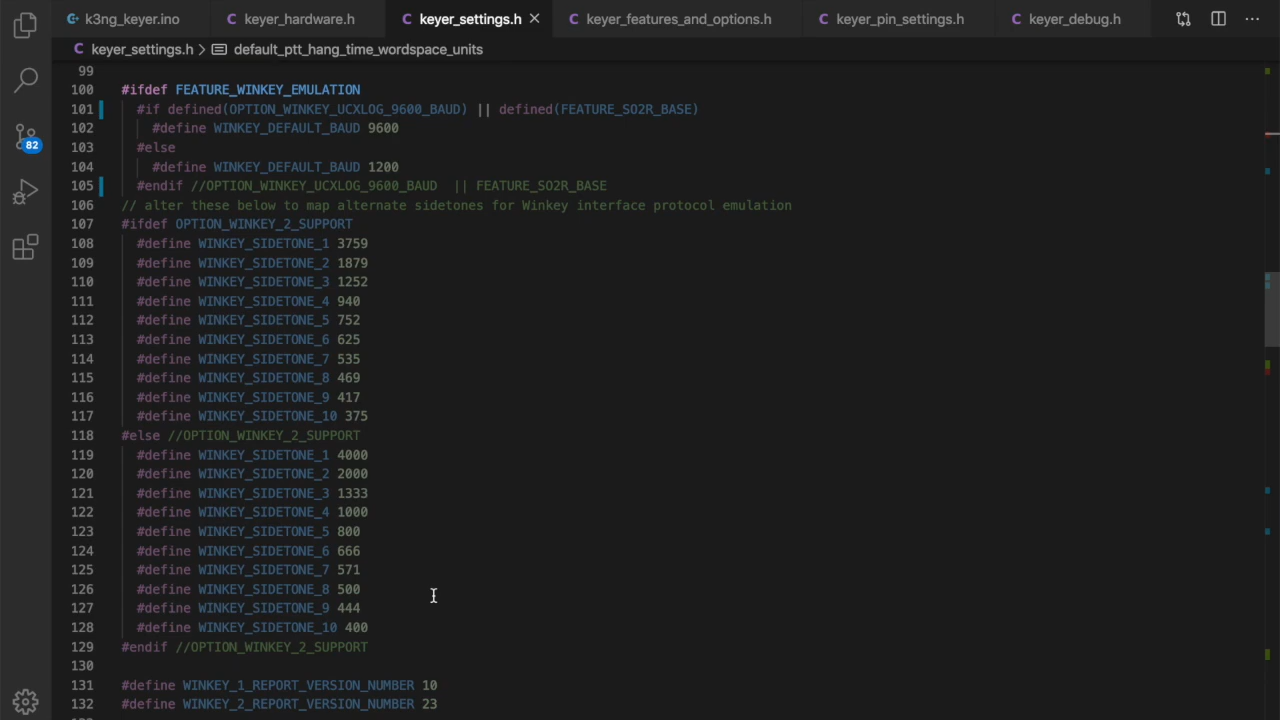 k3ng_keyer.ino keyer_hardware.h keyer_settings.h keyer_features_and_options.h keyer_pin_settings.h keyer_debug.h
keyer_settings.h > default_ptt_hang_time_wordspace_units
99
100 #ifdef FEATURE_WINKEY_EMULATION
101 #if defined(OPTION_WINKEY_UCXLOG_9600_BAUD) || defined(FEATURE_SO2R_BASE)
102 #define WINKEY_DEFAULT_BAUD 9600
103 #else
104 #define WINKEY_DEFAULT_BAUD 1200
105 #endif //OPTION_WINKEY_UCXLOG_9600_BAUD || FEATURE_SO2R_BASE
106 // alter these below to map alternate sidetones for Winkey interface protocol emulation
107 #ifdef OPTION_WINKEY_2_SUPPORT
108 #define WINKEY_SIDETONE_1 3759
109 #define WINKEY_SIDETONE_2 1879
110 #define WINKEY_SIDETONE_3 1252
111 #define WINKEY_SIDETONE_4 940
112 #define WINKEY_SIDETONE_5 752
113 #define WINKEY_SIDETONE_6 625
114 #define WINKEY_SIDETONE_7 535
115 #define WINKEY_SIDETONE_8 469
116 #define WINKEY_SIDETONE_9 417
117 #define WINKEY_SIDETONE_10 375
118 #else //OPTION_WINKEY_2_SUPPORT
119 #define WINKEY_SIDETONE_1 4000
120 #define WINKEY_SIDETONE_2 2000
121 #define WINKEY_SIDETONE_3 1333
122 #define WINKEY_SIDETONE_4 1000
123 #define WINKEY_SIDETONE_5 800
124 #define WINKEY_SIDETONE_6 666
125 #define WINKEY_SIDETONE_7 571
126 #define WINKEY_SIDETONE_8 500
127 #define WINKEY_SIDETONE_9 444
128 #define WINKEY_SIDETONE_10 400
129 #endif //OPTION_WINKEY_2_SUPPORT
130
131 #define WINKEY_1_REPORT_VERSION_NUMBER 10
132 #define WINKEY_2_REPORT_VERSION_NUMBER 23
82